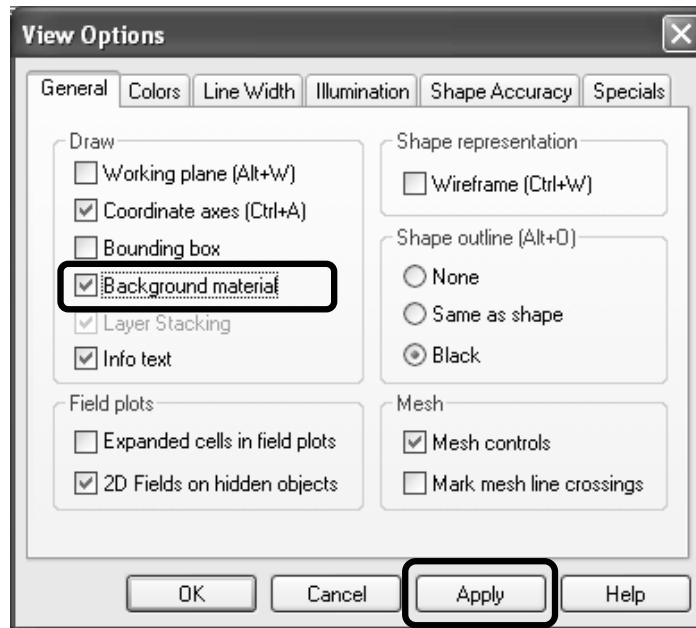 View Options
General Colors Line Width Illumination Shape Accuracy Specials
Draw
Working plane (Alt+W)
Coordinate axes (Ctrl+A)
Bounding box
Background material
Layer Stacking
Info text
Shape representation
Wireframe (Ctrl+W)
Shape outline (Alt+O)
None
Same as shape
Black
Field plots
Expanded cells in field plots
2D Fields on hidden objects
Mesh
Mesh controls
Mark mesh line crossings
OK Cancel Apply Help